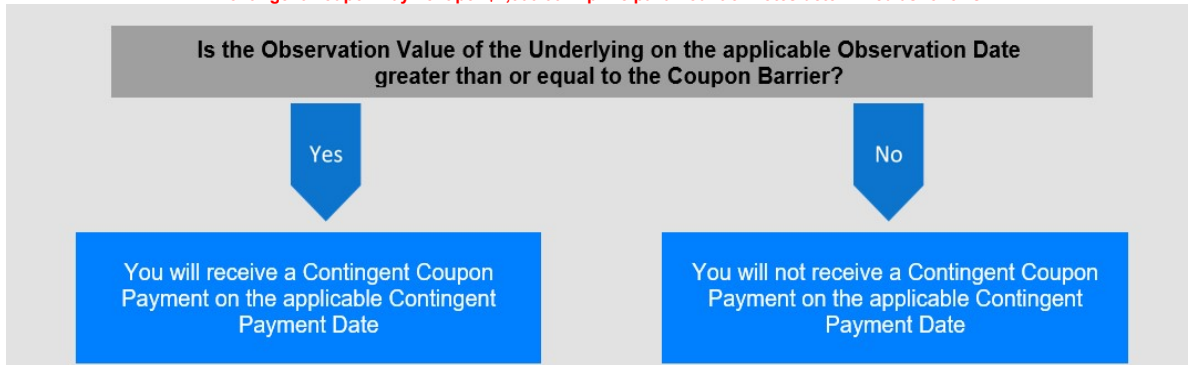 Is the Observation Value of the Underlying on the applicable Observation Date
greater than or equal to the Coupon Barrier?
Yes
No
You will receive a Contingent Coupon
Payment on the applicable Contingent
Payment Date
You will not receive a Contingent Coupon
Payment on the applicable Contingent
Payment Date